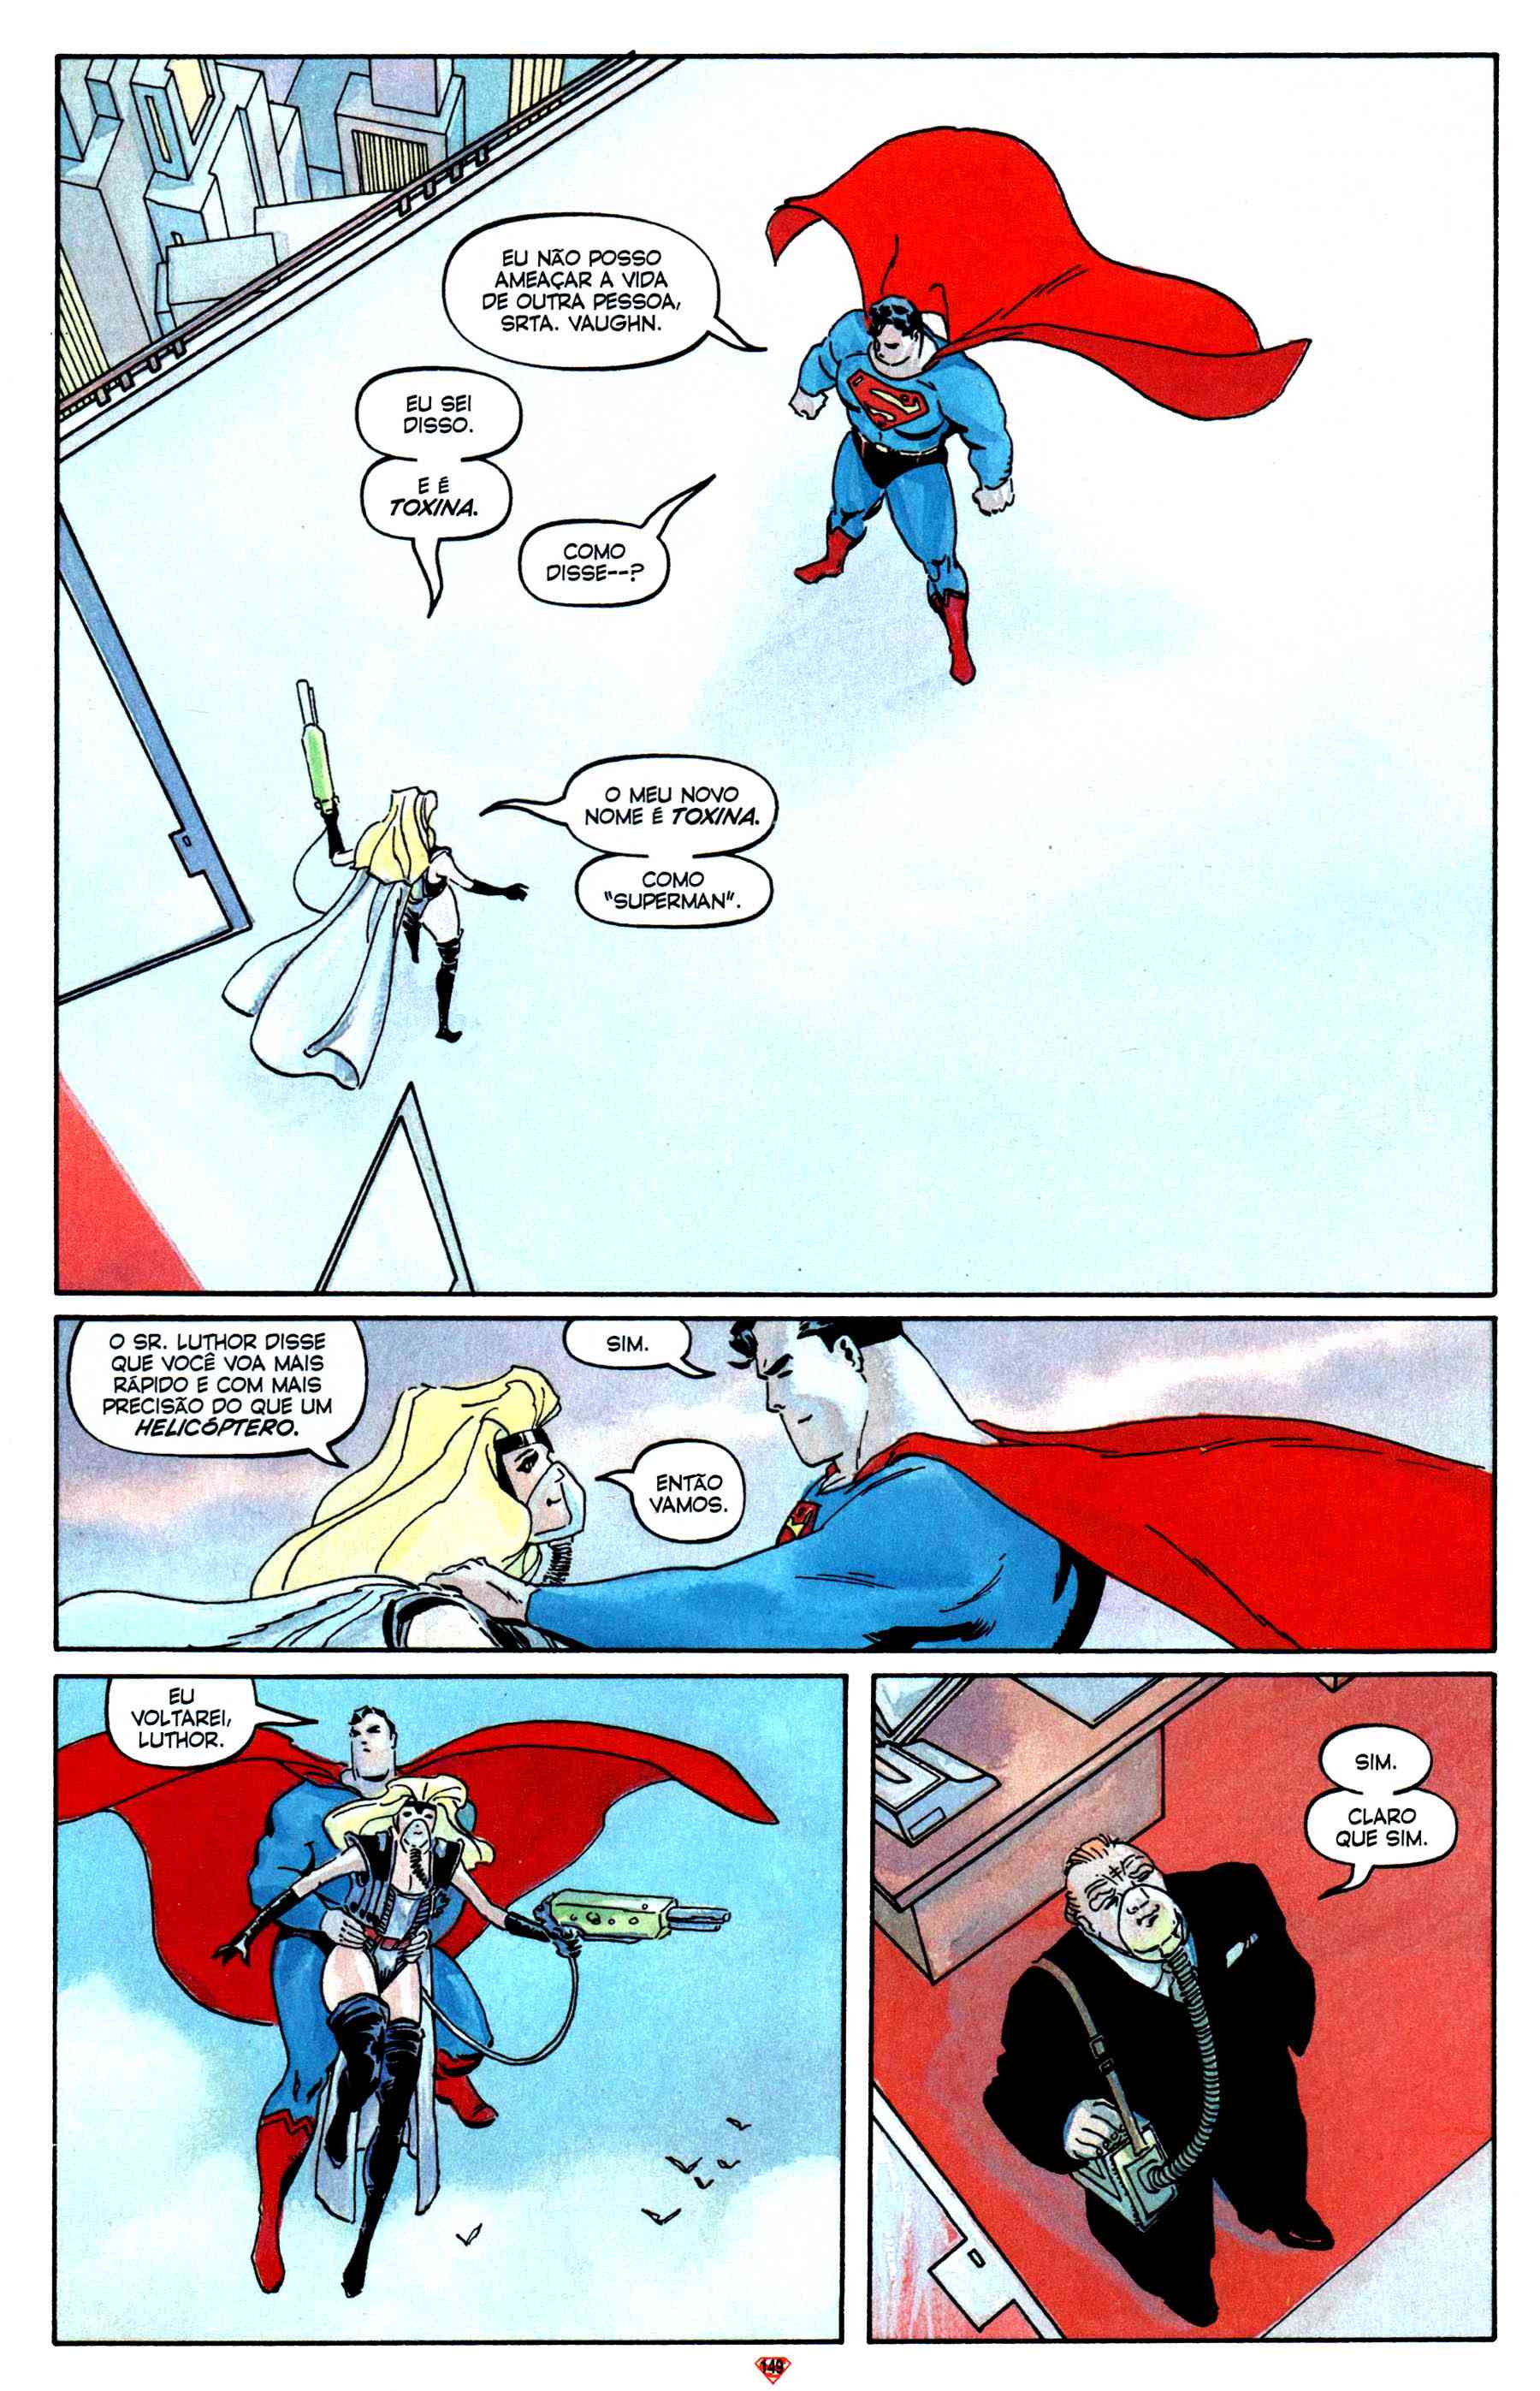 EU NÃO POSSO
AMEAÇAR A VIDA
DE OUTRA PESSOA,
SRTA. VAUGHN.
EU SEI
DISSO.
E É
TOXINA.
COMO
DISSE--?
O MEU NOVO
NOME É TOXINA.
COMO
"SUPERMAN".
O SR. LUTHOR DISSE
QUE VOCÊ VOA MAIS
RÁPIDO E COM MAIS
PRECISÃO DO QUE UM
HELICÓPTERO.
SIM.
ENTÃO
VAMOS.
EU
VOLTAREI,
LUTHOR.
SIM.
CLARO
QUE SIM.
149